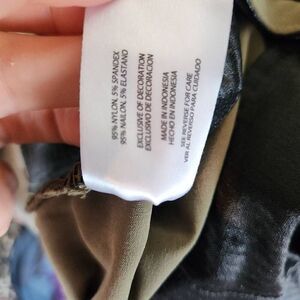 95% NYLON, 5% SPANDEX
95% NAILON, 5% ELASTANO
EXCLUSIVE OF DECORATION
EXCLUSIVO DE DECORACION
MADE IN INDONESIA
HECHO EN INDONESIA
SEE REVERSE FOR CARE
VER AL REVERSO PARA CUIDADO